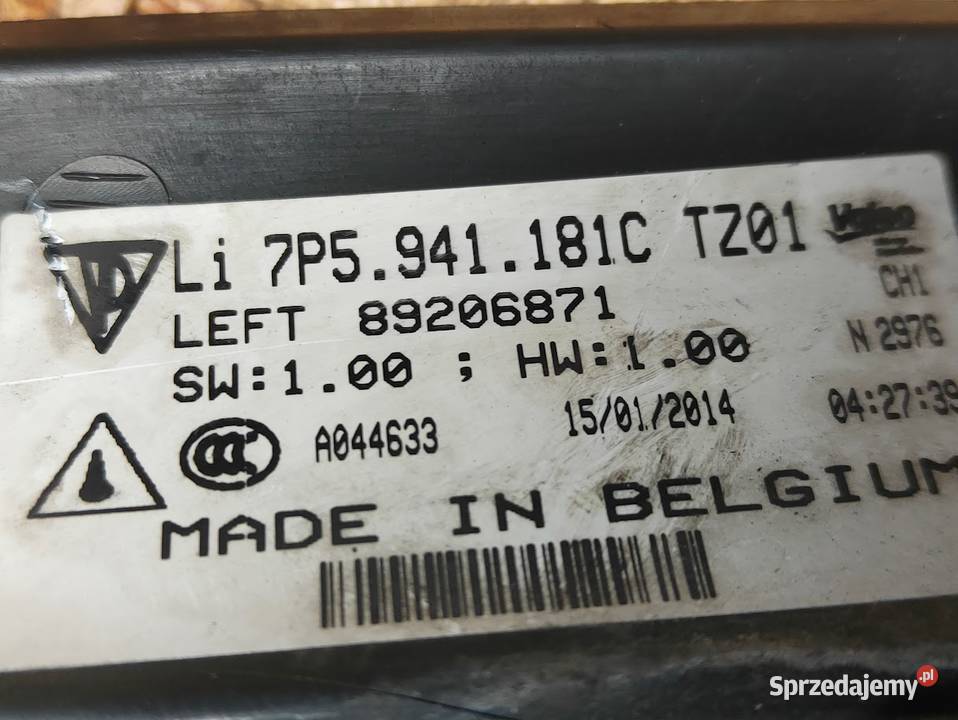 Li 7P5.941.181C TZ01 Valeo
CH1
LEFT 89206871
N 2976
SW:1.00 ; HW:1.00
A044633 15/01/2014 04:27:39
MADE IN BELGIUM
Sprzedajemy.pl